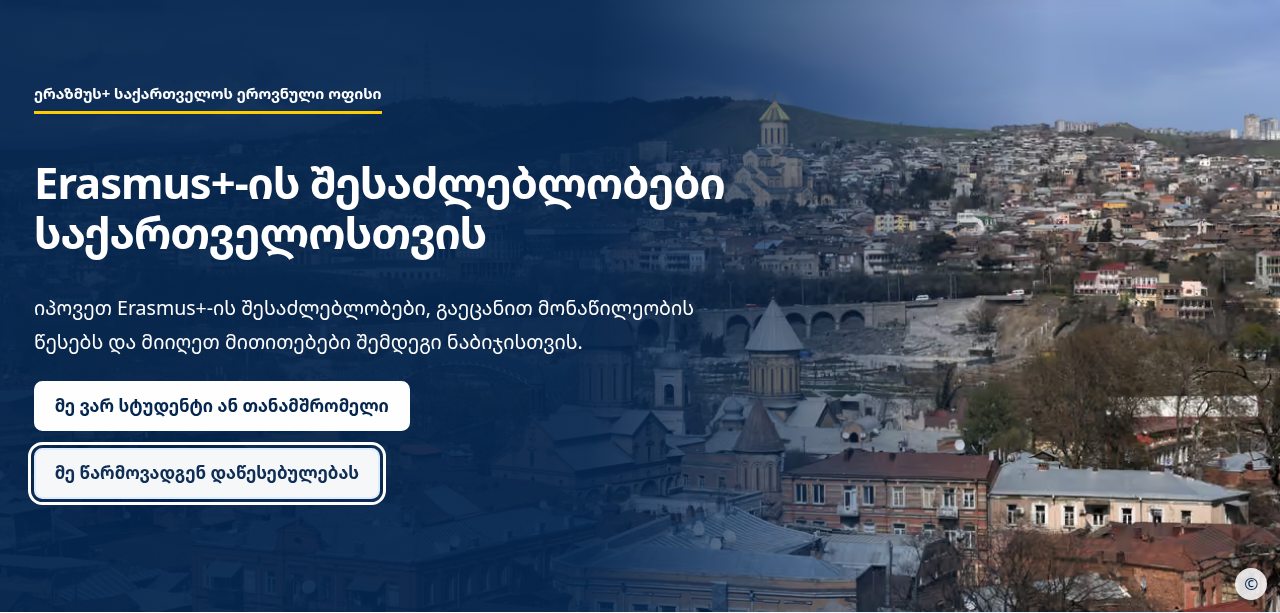 ერაზმუს+ საქართველოს ეროვნული ოფისი
Erasmus+-ის შესაძლებლობები
საქართველოსთვის
იპოვეთ Erasmus+-ის შესაძლებლობები, გაეცანით მონაწილეობის
წესებს და მიიღეთ მითითებები შემდეგი ნაბიჯისთვის.
მე ვარ სტუდენტი ან თანამშრომელი
მე წარმოვადგენ დაწესებულებას
©